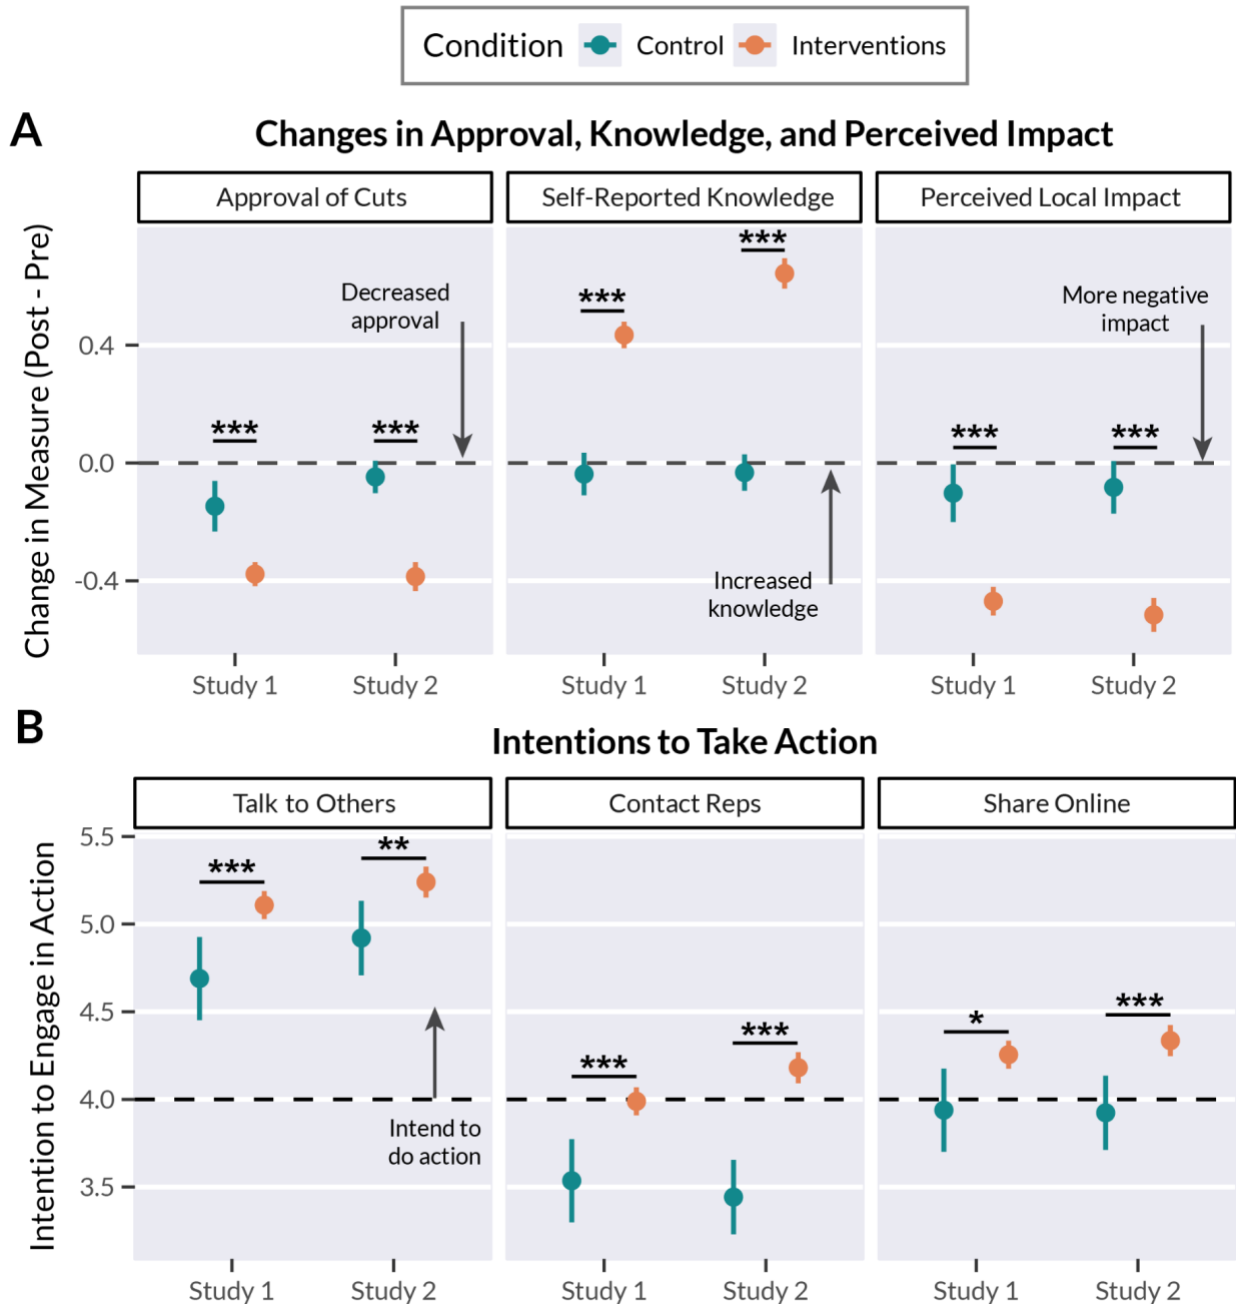 Condition Control Interventions
A
Changes in Approval, Knowledge, and Perceived Impact
Approval of Cuts
Self-Reported Knowledge
Perceived Local Impact
Change in Measure (Post - Pre)
0.4
0.0
-0.4
Decreased
approval
***
***
***
***
Increased
knowledge
More negative
impact
***
***
Study 1
Study 2
Study 1
Study 2
Study 1
Study 2
B
Intentions to Take Action
Talk to Others
Contact Reps
Share Online
Intention to Engage in Action
5.5
5.0
4.5
4.0
3.5
***
**
Intend to
do action
***
***
*
***
Study 1
Study 2
Study 1
Study 2
Study 1
Study 2